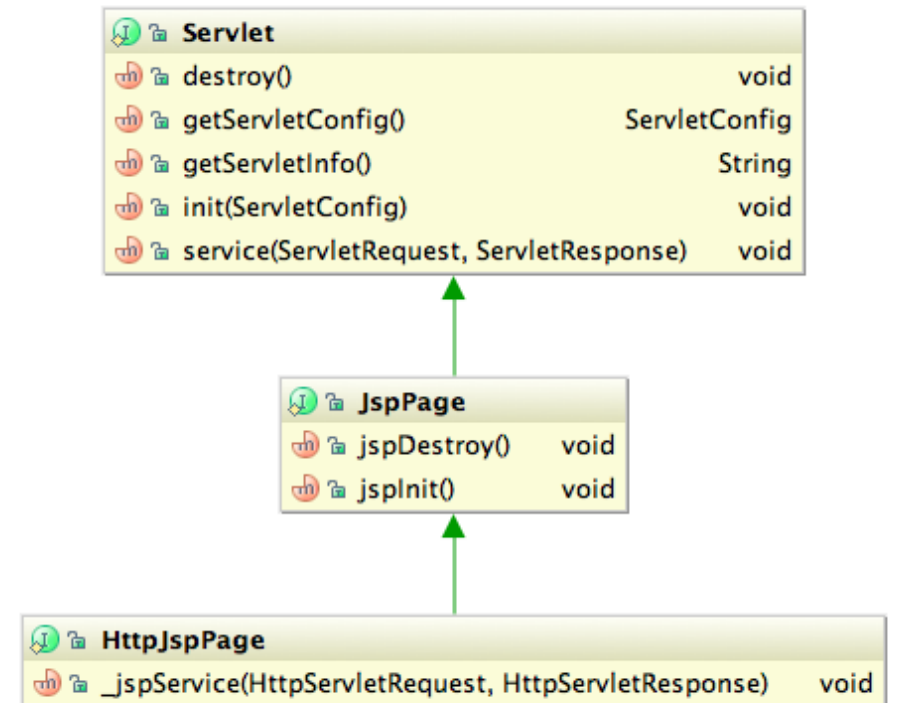 Servlet
destroy() void
getServletConfig() ServletConfig
getServletInfo() String
init(ServletConfig) void
service(ServletRequest, ServletResponse) void
JspPage
jspDestroy() void
jspInit() void
HttpJspPage
_jspService(HttpServletRequest, HttpServletResponse) void